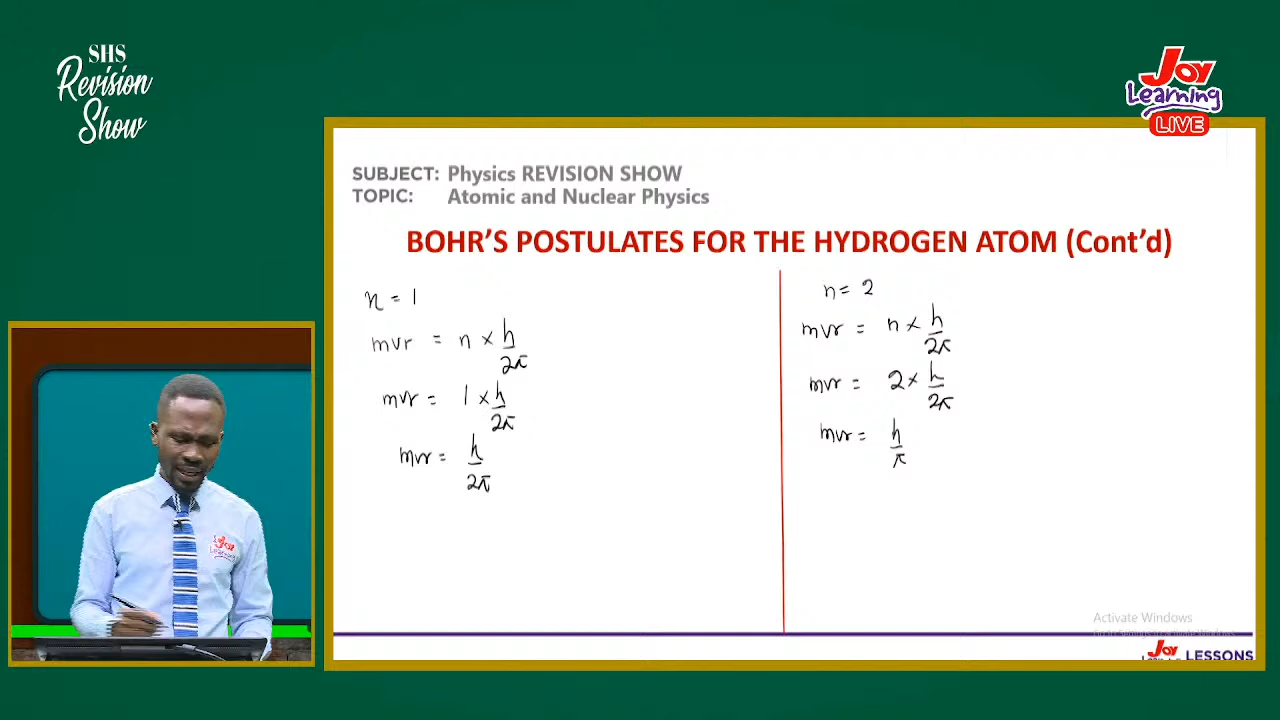 SHS
Revision
Show
Joy
Learning
LIVE
SUBJECT: Physics REVISION SHOW
TOPIC: Atomic and Nuclear Physics
BOHR'S POSTULATES FOR THE HYDROGEN ATOM (Cont'd)
n = 1
mvr = n × h/2π
mvr = 1 × h/2π
mvr = h/2π
n = 2
mvr = n × h/2π
mvr = 2 × h/2π
mvr = h/π
Joy
Learning
Activate Windows
Joy LESSONS